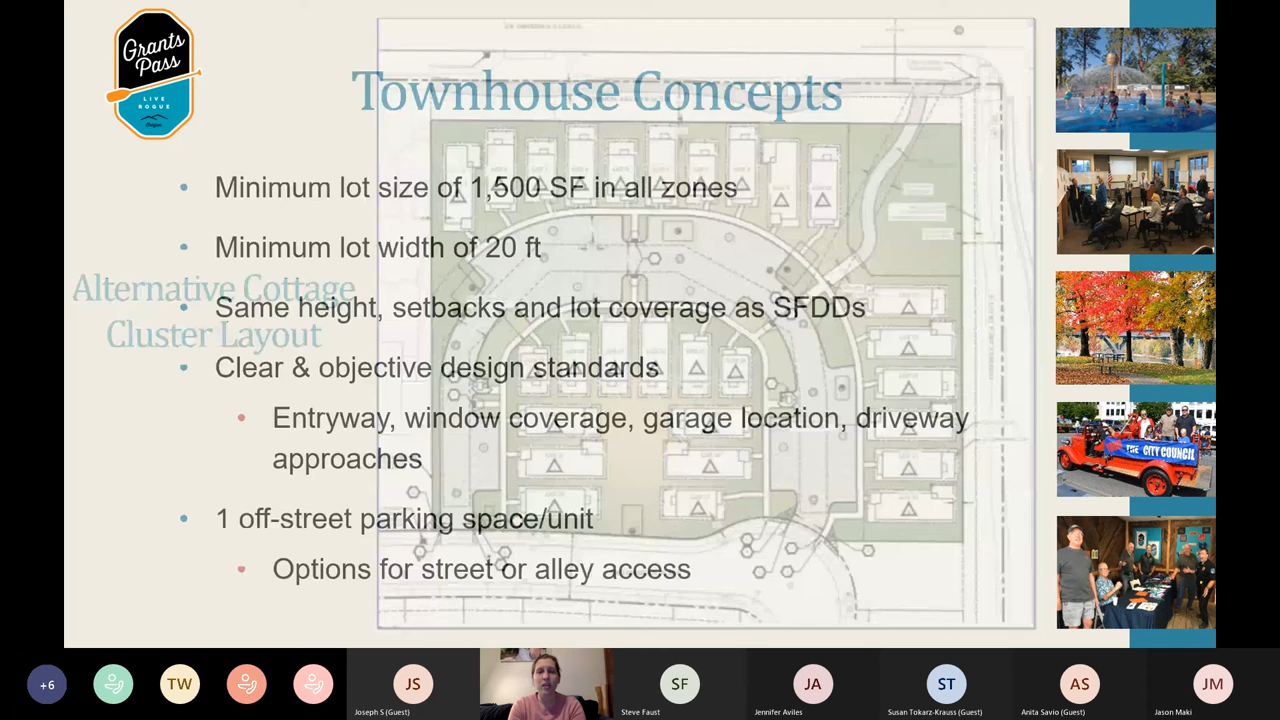 Grants
Pass
LIVE
ROGUE
Oregon
Townhouse Concepts
Minimum lot size of 1,500 SF in all zones
Minimum lot width of 20 ft
Alternative Cottage
Cluster Layout
Same height, setbacks and lot coverage as SFDDs
Clear & objective design standards
Entryway, window coverage, garage location, driveway
approaches
1 off-street parking space/unit
Options for street or alley access
THE CITY COUNCIL
+6
TW
JS
SF
JA
ST
AS
JM
Joseph S (Guest)
Steve Faust
Jennifer Aviles
Susan Tokarz-Krauss (Guest)
Anita Savio (Guest)
Jason Maki